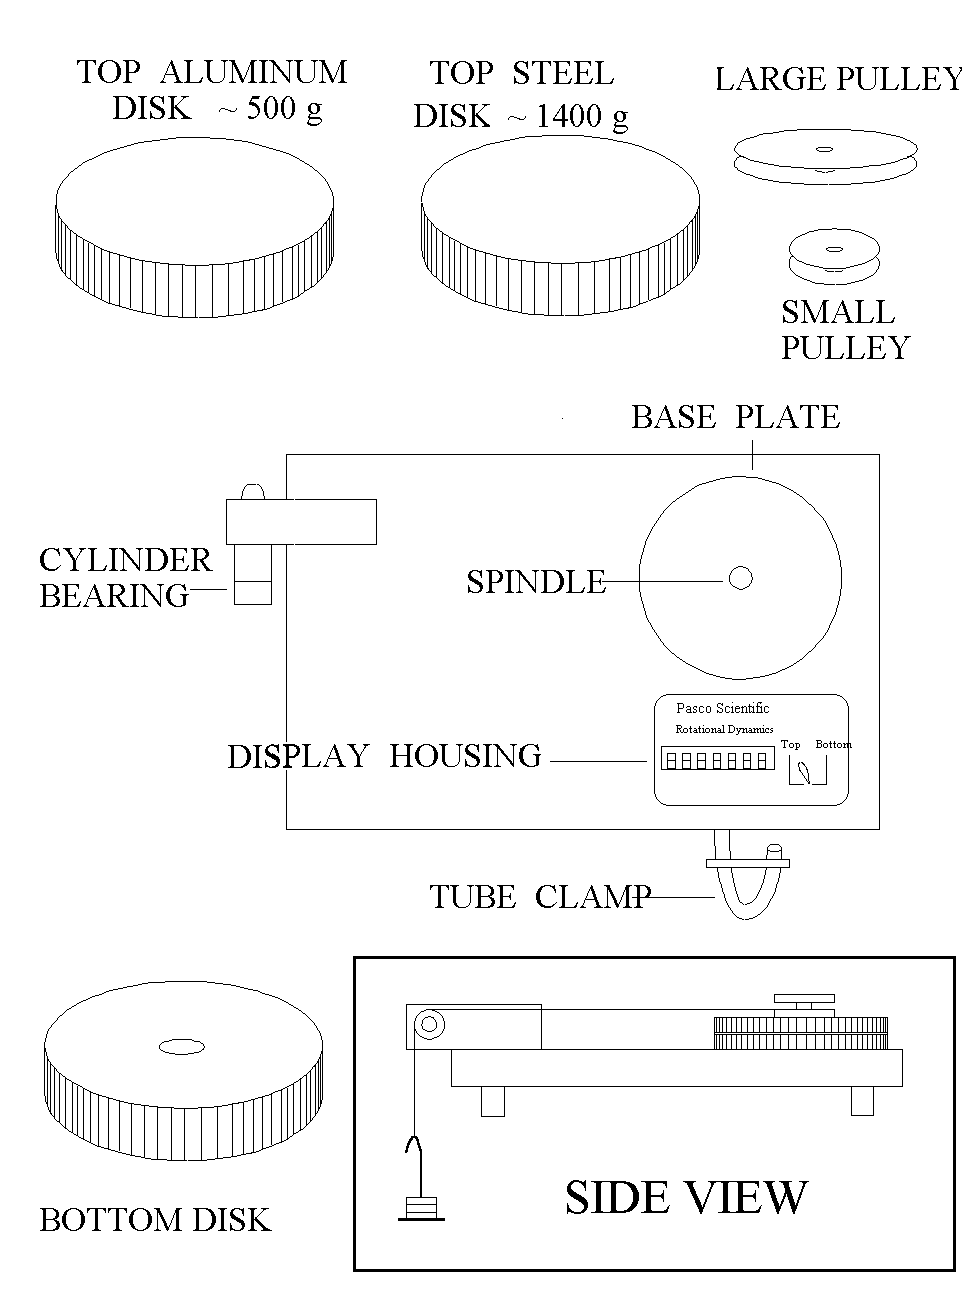 TOP ALUMINUM
DISK ~ 500 g
TOP STEEL
DISK ~ 1400 g
LARGE PULLEY
SMALL
PULLEY
BASE PLATE
CYLINDER
BEARING
SPINDLE
Pasco Scientific
Rotational Dynamics
Top Bottom
DISPLAY HOUSING
8888888
TUBE CLAMP
BOTTOM DISK
SIDE VIEW